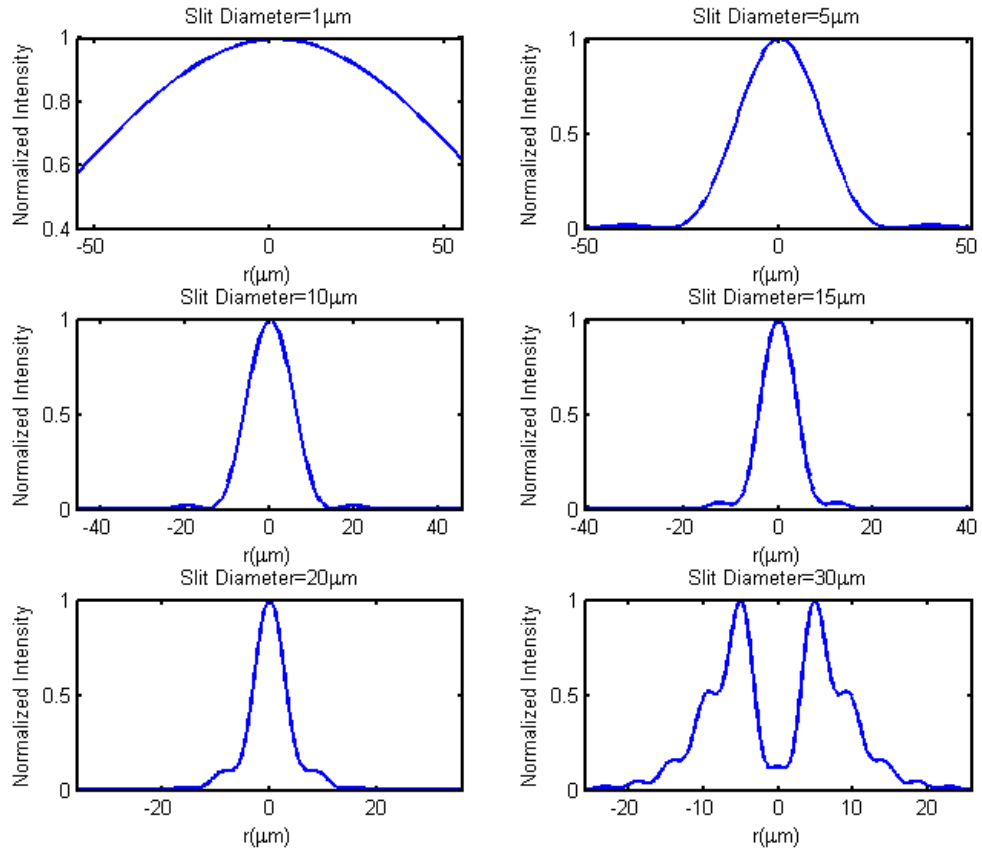 Slit Diameter=1μm
Normalized Intensity
1
0.8
0.6
0.4
-50
0
50
r(μm)
Slit Diameter=5μm
Normalized Intensity
1
0.5
0
-50
0
50
r(μm)
Slit Diameter=10μm
Normalized Intensity
1
0.5
0
-40
-20
0
20
40
r(μm)
Slit Diameter=15μm
Normalized Intensity
1
0.5
0
-40
-20
0
20
40
r(μm)
Slit Diameter=20μm
Normalized Intensity
1
0.5
0
-20
0
20
r(μm)
Slit Diameter=30μm
Normalized Intensity
1
0.5
0
-20
-10
0
10
20
r(μm)